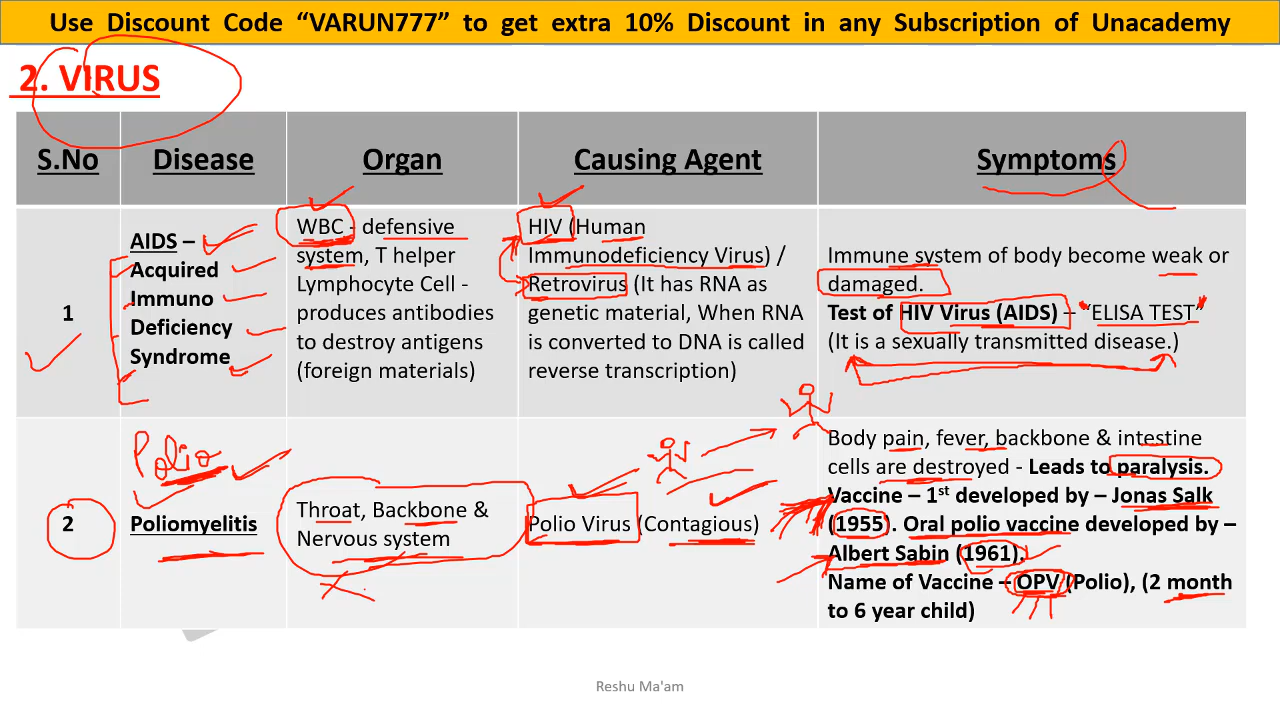 Use Discount Code “VARUN777” to get extra 10% Discount in any Subscription of Unacademy
2. VIRUS
S.No
Disease
Organ
Causing Agent
Symptoms
1
AIDS –
Acquired
Immuno
Deficiency
Syndrome
WBC - defensive
system, T helper
Lymphocyte Cell -
produces antibodies
to destroy antigens
(foreign materials)
HIV (Human
Immunodeficiency Virus) /
Retrovirus (It has RNA as
genetic material, When RNA
is converted to DNA is called
reverse transcription)
Immune system of body become weak or
damaged.
Test of HIV Virus (AIDS) – “ELISA TEST”
(It is a sexually transmitted disease.)
2
Polio
Poliomyelitis
Throat, Backbone &
Nervous system
Polio Virus (Contagious)
Body pain, fever, backbone & intestine
cells are destroyed - Leads to paralysis.
Vaccine – 1st developed by – Jonas Salk
(1955). Oral polio vaccine developed by –
Albert Sabin (1961).
Name of Vaccine – OPV (Polio), (2 month
to 6 year child)
Reshu Ma'am